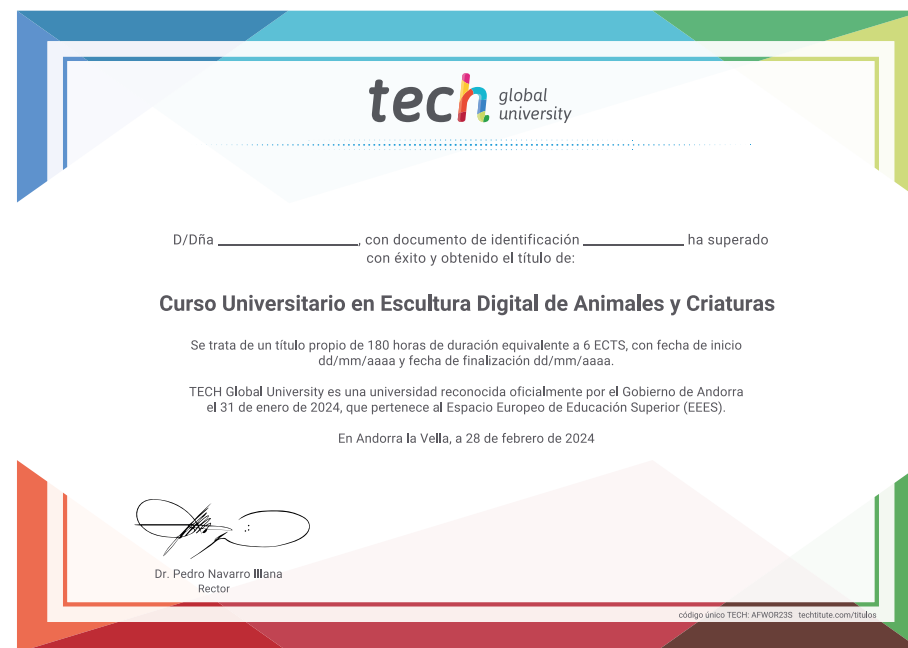 tech global university
D/Dña ____________________, con documento de identificación ______________ ha superado
con éxito y obtenido el título de:
Curso Universitario en Escultura Digital de Animales y Criaturas
Se trata de un título propio de 180 horas de duración equivalente a 6 ECTS, con fecha de inicio
dd/mm/aaaa y fecha de finalización dd/mm/aaaa.
TECH Global University es una universidad reconocida oficialmente por el Gobierno de Andorra
el 31 de enero de 2024, que pertenece al Espacio Europeo de Educación Superior (EEES).
En Andorra la Vella, a 28 de febrero de 2024
Dr. Pedro Navarro Illana
Rector
código único TECH: AFWOR23S techtitute.com/titulos